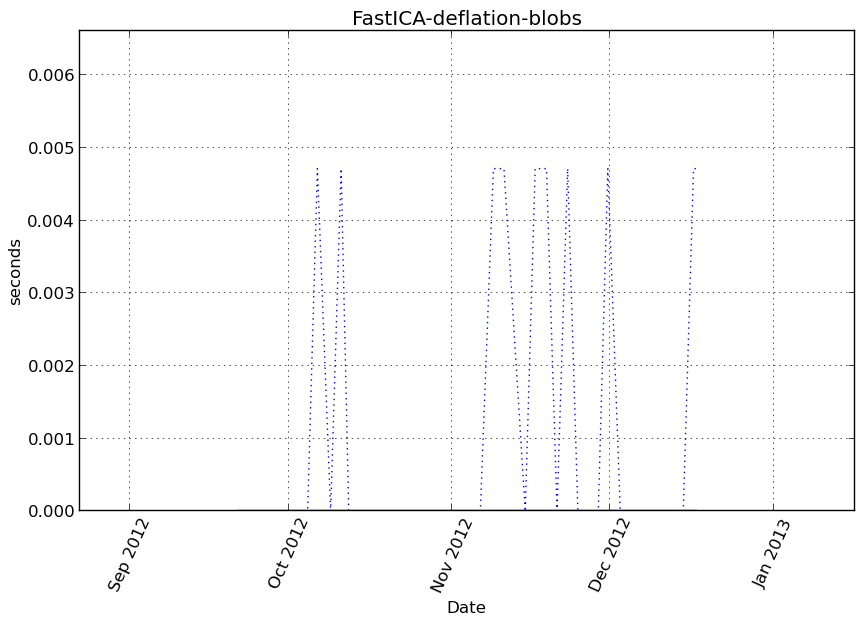 FastICA-deflation-blobs
0.006
0.005
0.004
0.003
0.002
0.001
0.000
seconds
Sep 2012
Oct 2012
Nov 2012
Dec 2012
Jan 2013
Date